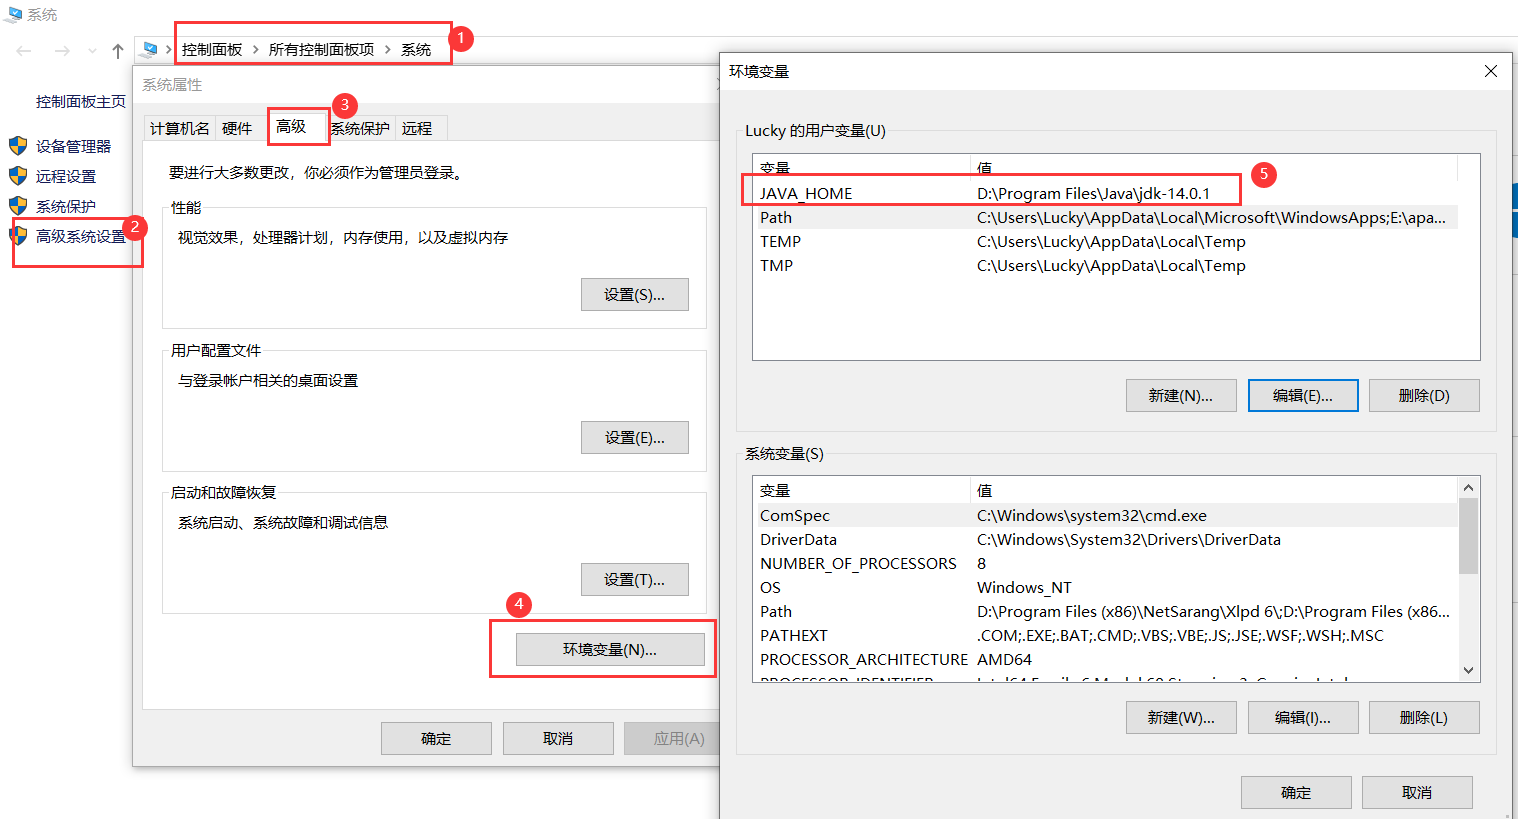 系统
控制面板 > 所有控制面板项 > 系统
1
控制面板主页
设备管理器
远程设置
系统保护
高级系统设置
2
系统属性
3
计算机名
硬件
高级
系统保护
远程
要进行大多数更改，你必须作为管理员登录。
性能
视觉效果，处理器计划，内存使用，以及虚拟内存
设置(S)...
用户配置文件
与登录帐户相关的桌面设置
设置(E)...
启动和故障恢复
系统启动、系统故障和调试信息
设置(T)...
4
环境变量(N)...
确定
取消
应用(A)
环境变量
Lucky 的用户变量(U)
变量 值
5
JAVA_HOME D:\Program Files\Java\jdk-14.0.1
Path C:\Users\Lucky\AppData\Local\Microsoft\WindowsApps;E:\apa...
TEMP C:\Users\Lucky\AppData\Local\Temp
TMP C:\Users\Lucky\AppData\Local\Temp
新建(N)...
编辑(E)...
删除(D)
系统变量(S)
变量 值
ComSpec C:\Windows\system32\cmd.exe
DriverData C:\Windows\System32\Drivers\DriverData
NUMBER_OF_PROCESSORS 8
OS Windows_NT
Path D:\Program Files (x86)\NetSarang\Xlpd 6\;D:\Program Files (x86...
PATHEXT .COM;.EXE;.BAT;.CMD;.VBS;.VBE;.JS;.JSE;.WSF;.WSH;.MSC
PROCESSOR_ARCHITECTURE AMD64
新建(W)...
编辑(I)...
删除(L)
确定
取消